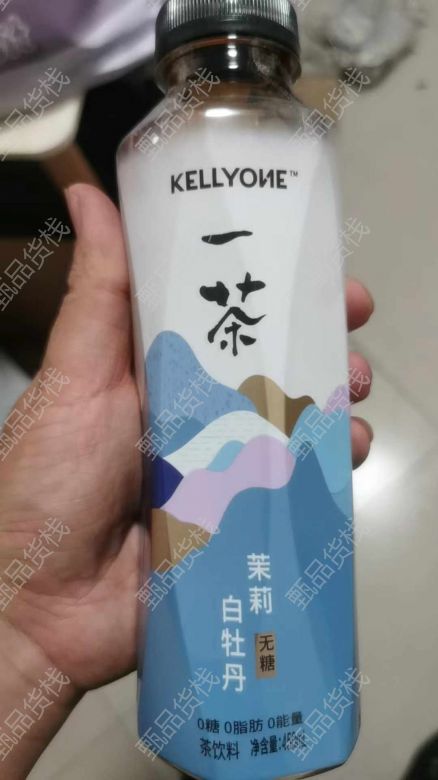 KELLYONE™
一
茶
茉莉
白牡丹
无糖
0糖 0脂肪 0能量
茶饮料 净含量:
甄品货栈